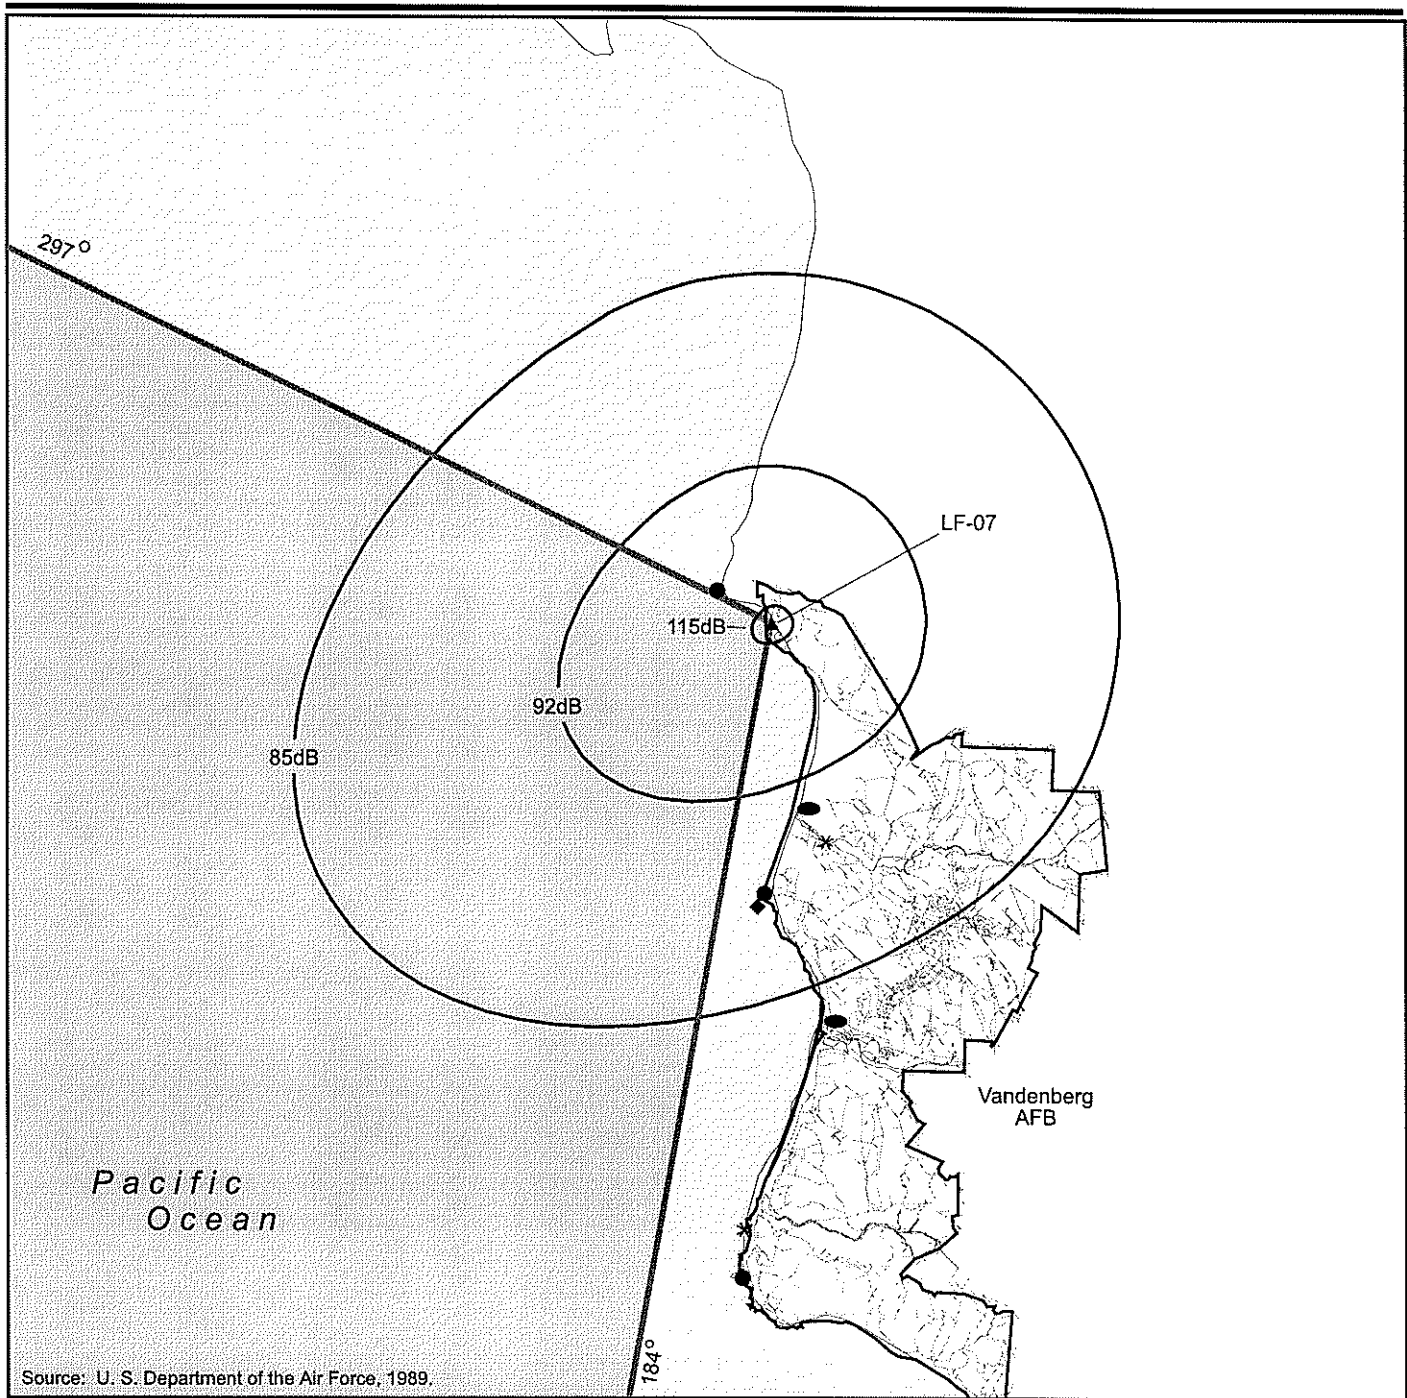 297°
LF-07
115dB
92dB
85dB
Vandenberg
AFB
Pacific
Ocean
184°
Source: U. S. Department of the Air Force, 1989.